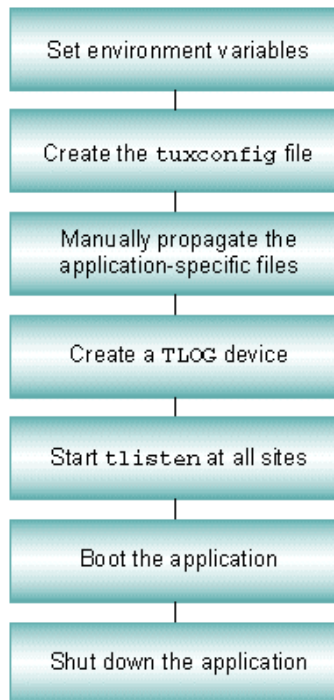 Set environment variables
Create the tuxconfig file
Manually propagate the
application-specific files
Create a TLOG device
Start tlisten at all sites
Boot the application
Shut down the application